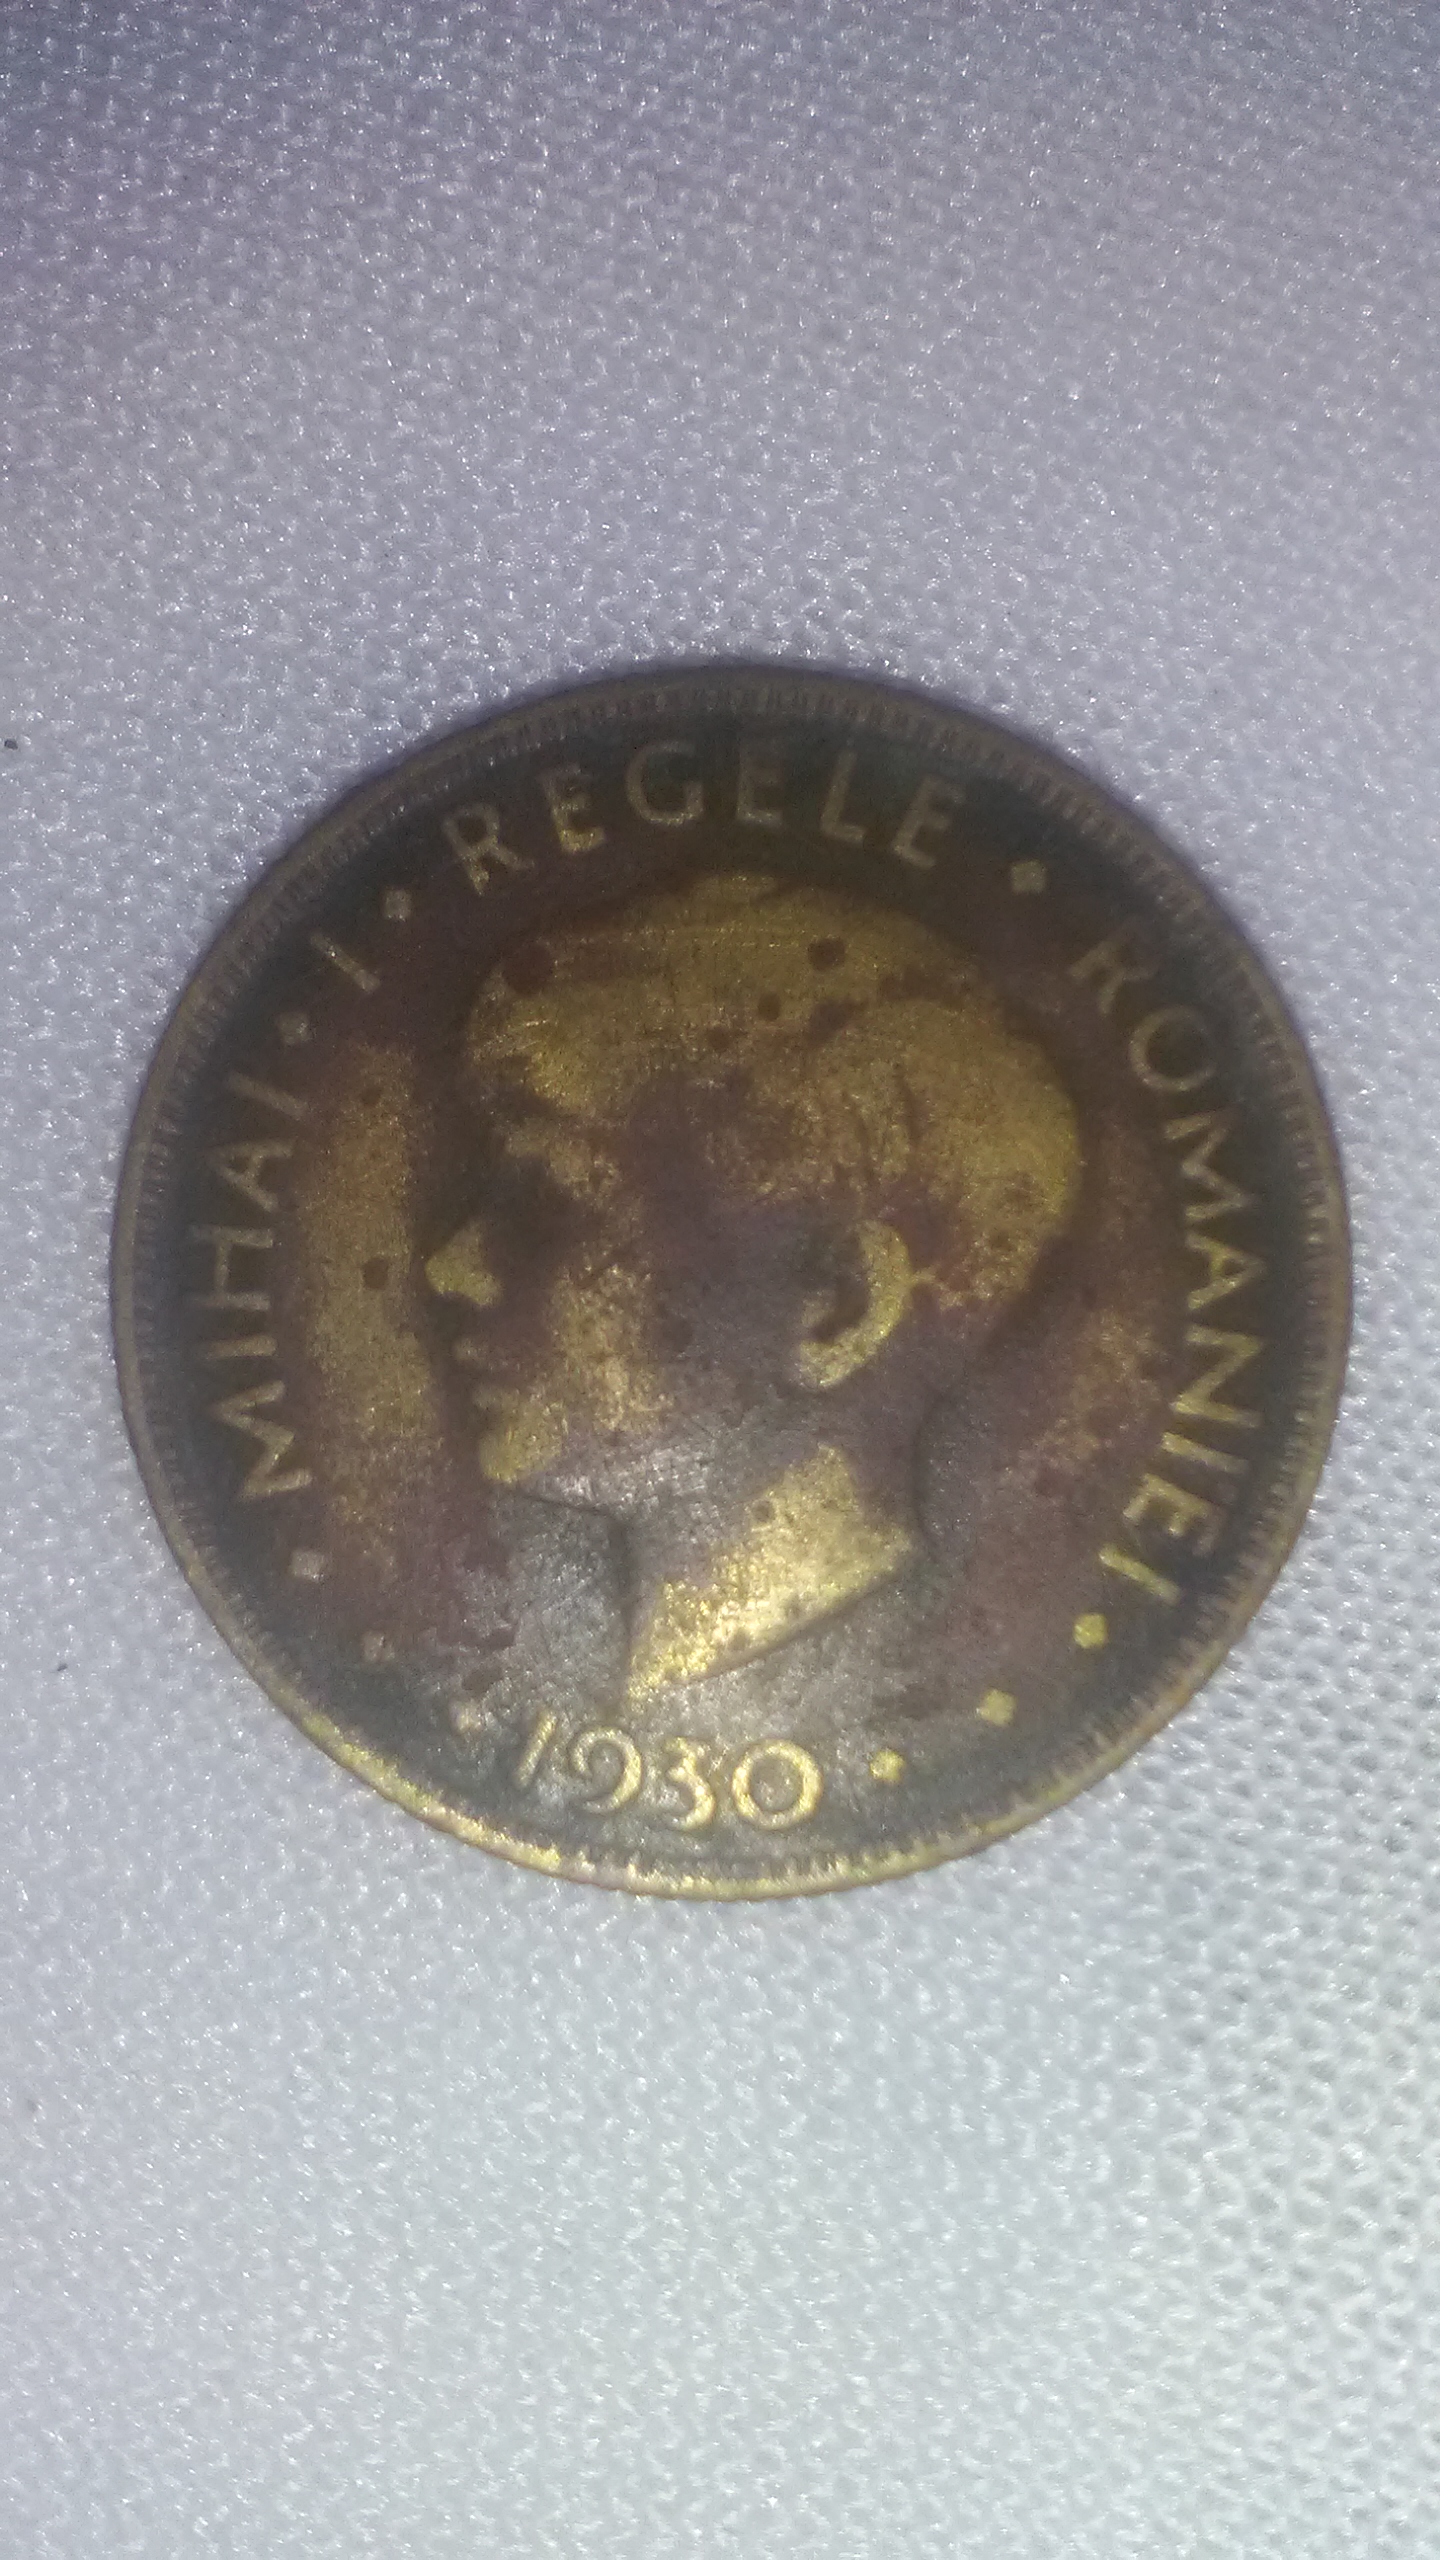 MIHAI · I · REGELE · ROMANIEI
1930